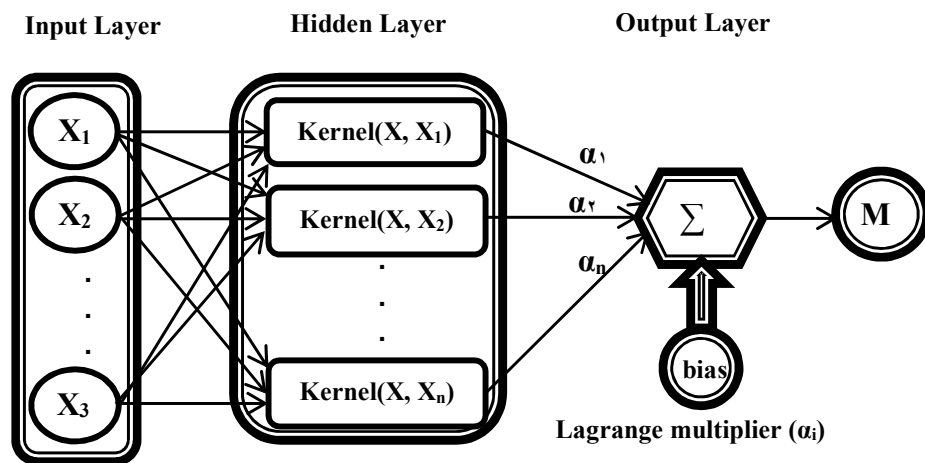 Input Layer
Hidden Layer
Output Layer
X₁
X₂
.
.
.
X₃
Kernel(X, X₁)
Kernel(X, X₂)
.
.
.
Kernel(X, Xₙ)
α۱
α۲
αₙ
∑
M
bias
Lagrange multiplier (αᵢ)